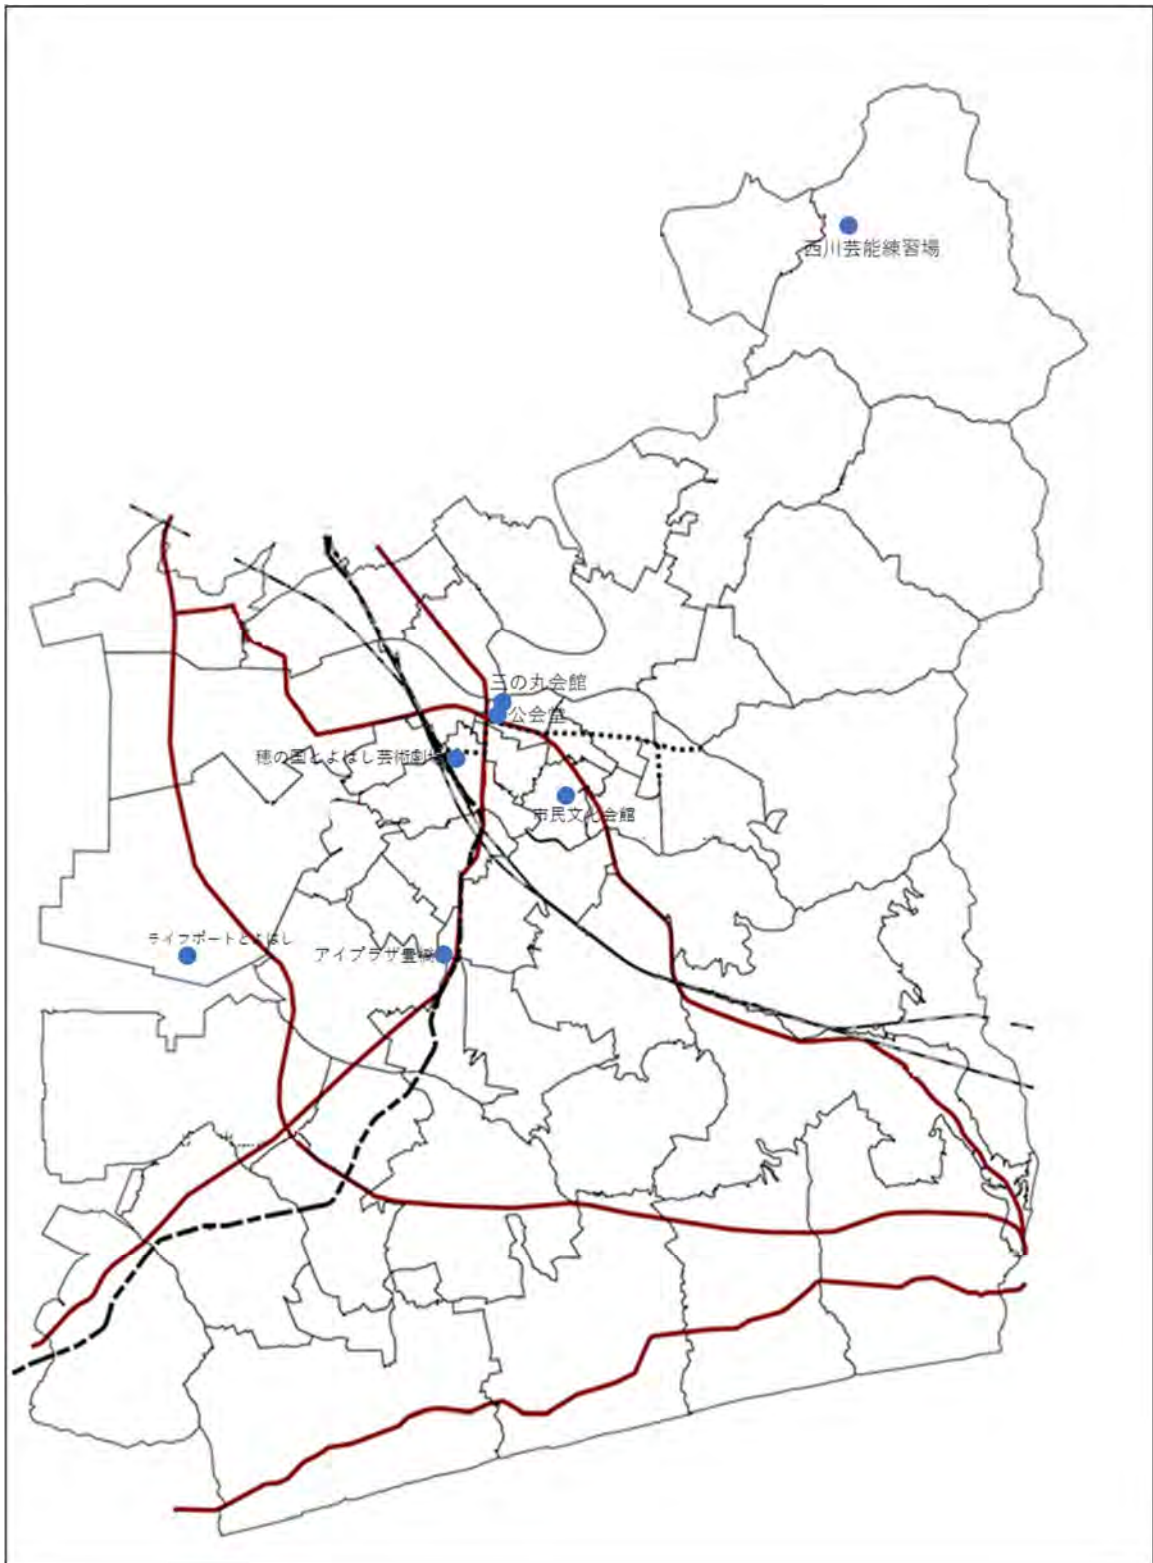 西川芸能練習場
三の丸会館
公会堂
穂の国とよはし芸術劇場
市民文化会館
ライフポートとよはし
アイプラザ豊橋